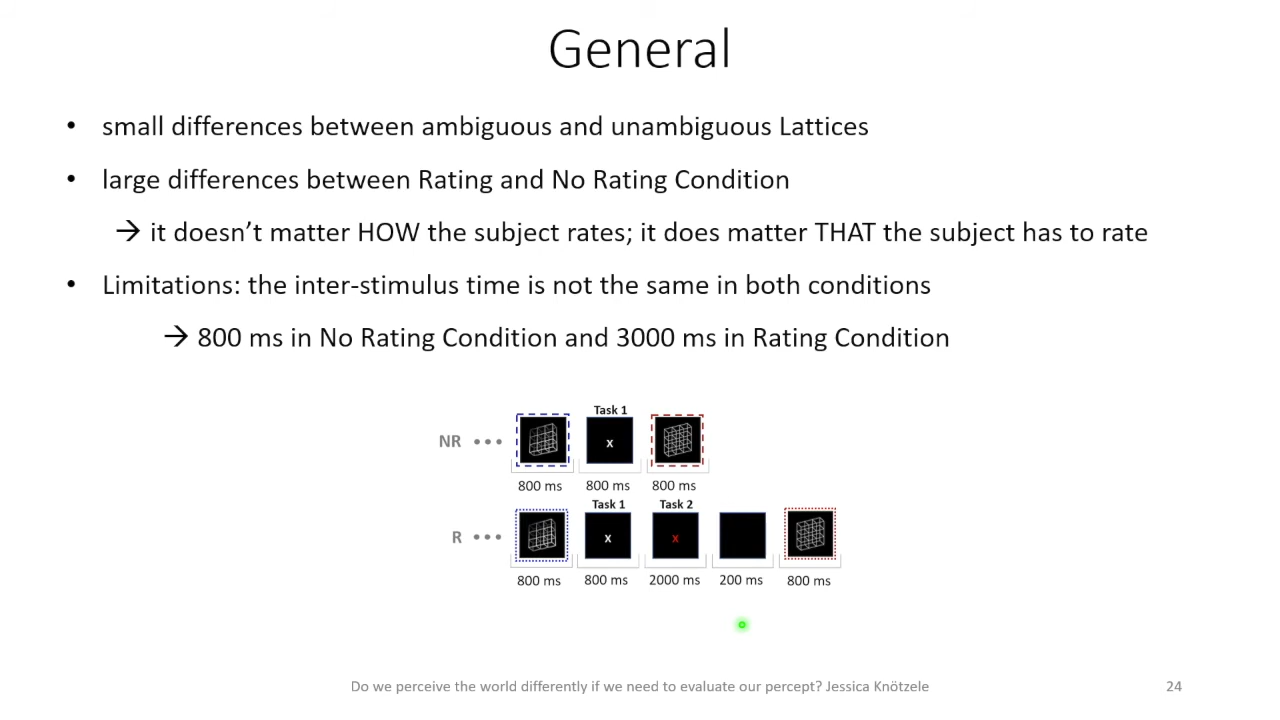 General
• small differences between ambiguous and unambiguous Lattices
• large differences between Rating and No Rating Condition
→ it doesn’t matter HOW the subject rates; it does matter THAT the subject has to rate
• Limitations: the inter-stimulus time is not the same in both conditions
→ 800 ms in No Rating Condition and 3000 ms in Rating Condition
Task 1
NR ••• x
800 ms 800 ms 800 ms
Task 1 Task 2
R ••• x x
800 ms 800 ms 2000 ms 200 ms 800 ms
Do we perceive the world differently if we need to evaluate our percept? Jessica Knötzele 24